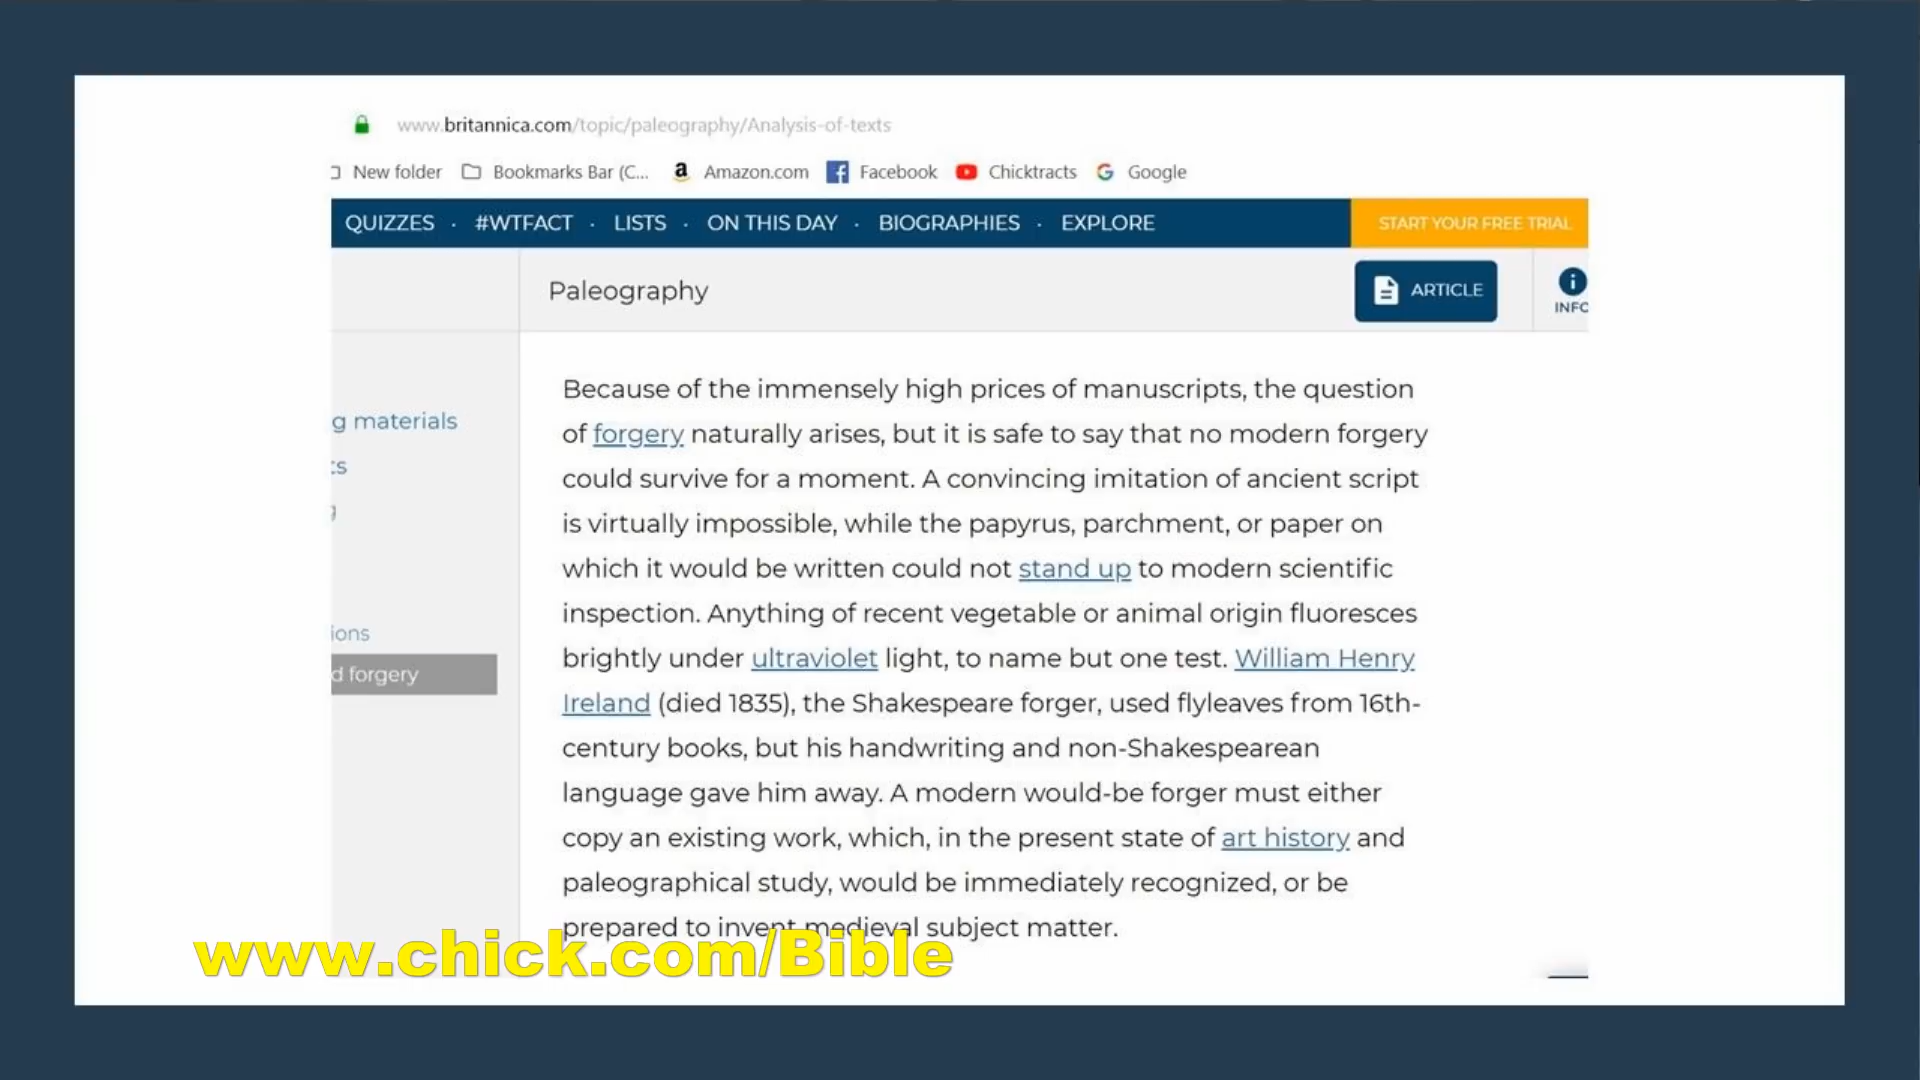 www.britannica.com/topic/paleography/Analysis-of-texts
New folder Bookmarks Bar (C... Amazon.com Facebook Chicktracts Google
QUIZZES · #WTFACT · LISTS · ON THIS DAY · BIOGRAPHIES · EXPLORE START YOUR FREE TRIAL
Paleography ARTICLE
INFO
g materials
ts
g
ions
d forgery
Because of the immensely high prices of manuscripts, the question
of forgery naturally arises, but it is safe to say that no modern forgery
could survive for a moment. A convincing imitation of ancient script
is virtually impossible, while the papyrus, parchment, or paper on
which it would be written could not stand up to modern scientific
inspection. Anything of recent vegetable or animal origin fluoresces
brightly under ultraviolet light, to name but one test. William Henry
Ireland (died 1835), the Shakespeare forger, used flyleaves from 16th-
century books, but his handwriting and non-Shakespearean
language gave him away. A modern would-be forger must either
copy an existing work, which, in the present state of art history and
paleographical study, would be immediately recognized, or be
prepared to invent medieval subject matter.
www.chick.com/Bible